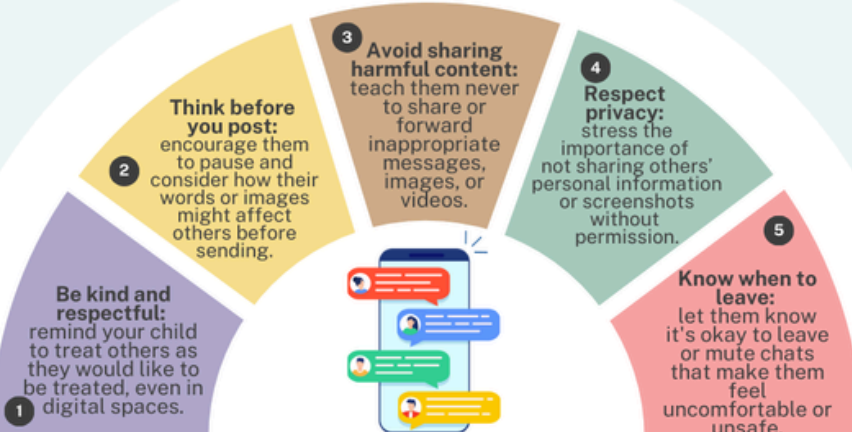 1
Be kind and
respectful:
remind your child
to treat others as
they would like to
be treated, even in
digital spaces.
2
Think before
you post:
encourage them
to pause and
consider how their
words or images
might affect
others before
sending.
3
Avoid sharing
harmful content:
teach them never
to share or
forward
inappropriate
messages,
images, or
videos.
4
Respect
privacy:
stress the
importance of
not sharing others’
personal information
or screenshots
without
permission.
5
Know when to
leave:
let them know
it's okay to leave
or mute chats
that make them
feel
uncomfortable or
unsafe